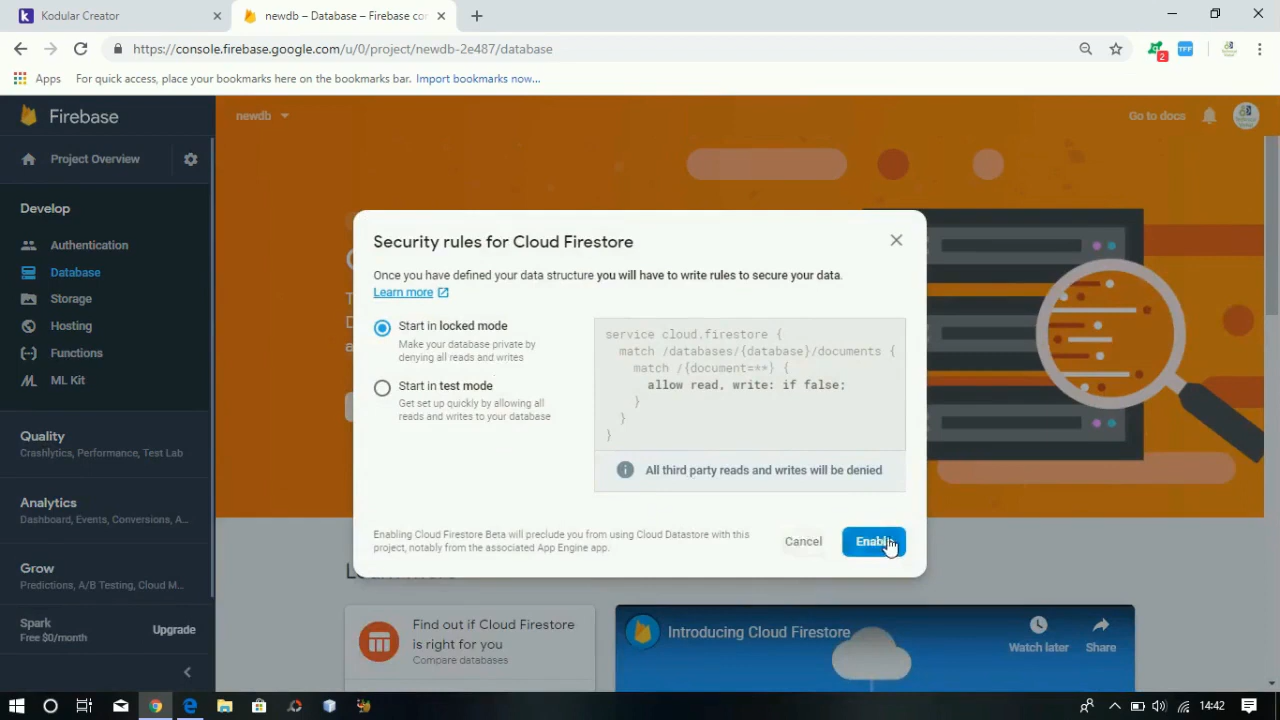 Kodular Creator
newdb – Database – Firebase con
https://console.firebase.google.com/u/0/project/newdb-2e487/database
2
TFF
Apps
For quick access, place your bookmarks here on the bookmarks bar. Import bookmarks now...
Firebase
newdb
Go to docs
Project Overview
Develop
Authentication
Database
Storage
Hosting
Functions
ML Kit
Quality
Crashlytics, Performance, Test Lab
Analytics
Dashboard, Events, Conversions, A...
Grow
Predictions, A/B Testing, Cloud M...
Spark
Free $0/month
Upgrade
Security rules for Cloud Firestore
Once you have defined your data structure you will have to write rules to secure your data.
Learn more
Start in locked mode
Make your database private by
denying all reads and writes
Start in test mode
Get set up quickly by allowing all
reads and writes to your database
service cloud.firestore {
match /databases/{database}/documents {
match /{document=**} {
allow read, write: if false;
}
}
}
All third party reads and writes will be denied
Enabling Cloud Firestore Beta will preclude you from using Cloud Datastore with this
project, notably from the associated App Engine app.
Cancel
Enable
Find out if Cloud Firestore
is right for you
Compare databases
Introducing Cloud Firestore
Watch later
Share
14:42